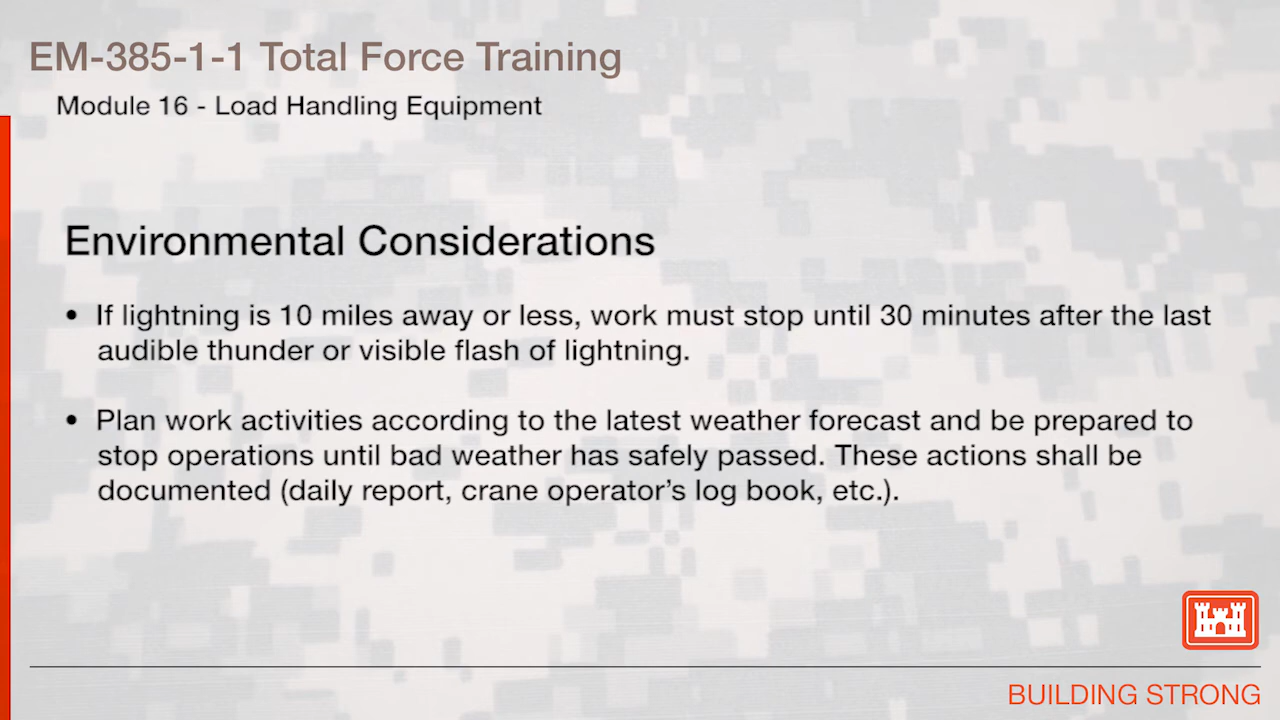 EM-385-1-1 Total Force Training
Module 16 - Load Handling Equipment
Environmental Considerations
• If lightning is 10 miles away or less, work must stop until 30 minutes after the last
audible thunder or visible flash of lightning.
• Plan work activities according to the latest weather forecast and be prepared to
stop operations until bad weather has safely passed. These actions shall be
documented (daily report, crane operator’s log book, etc.).
BUILDING STRONG